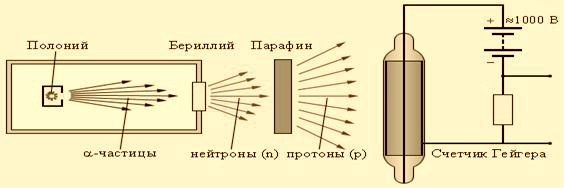 Полоний
Бериллий
Парафин
+ ≈1000 В
−
α-частицы
нейтроны (n)
протоны (p)
Счетчик Гейгера